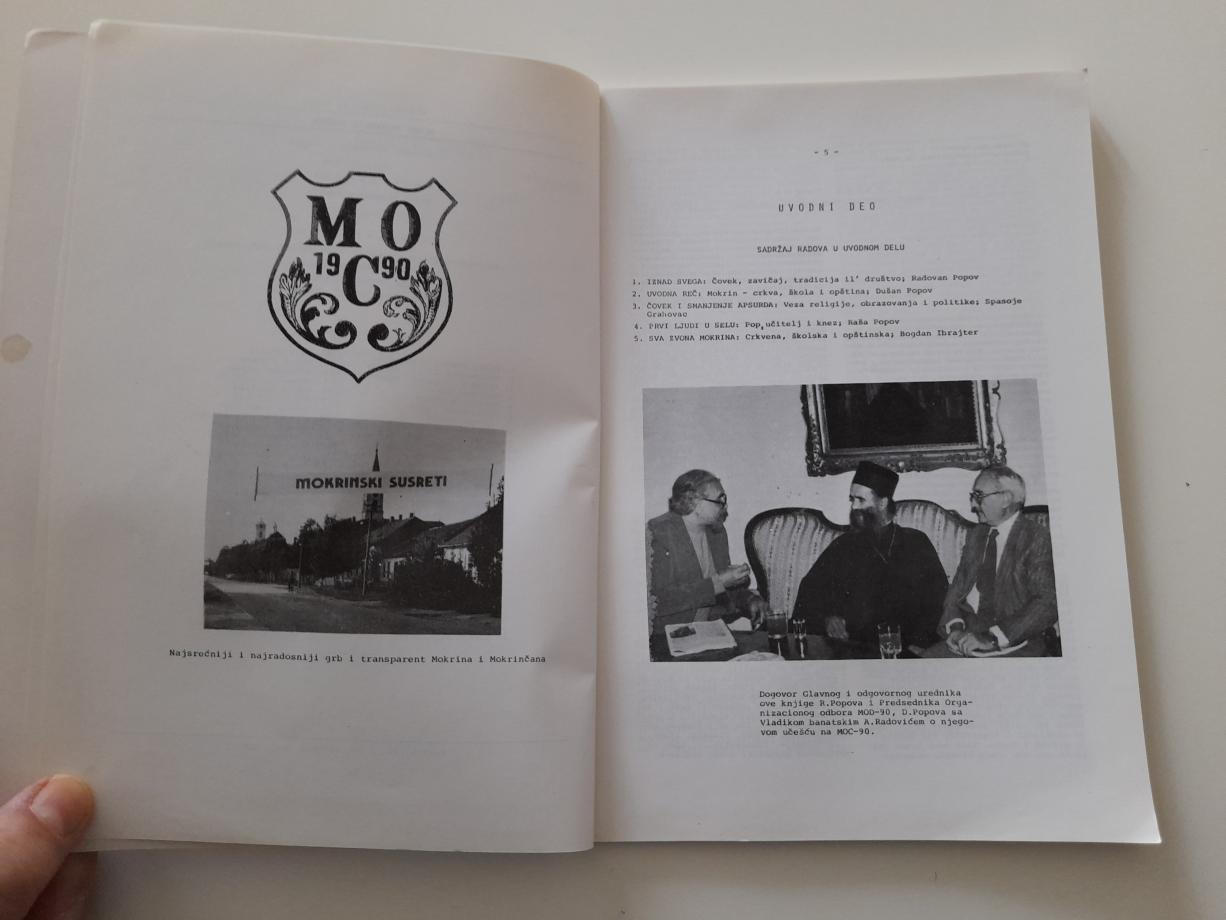 MO
19 C 90
MOKRINSKI SUSRETI
Najsrećniji i najradosniji grb i transparent Mokrina i Mokrinčana
- 5 -
UVODNI DEO
SADRŽAJ RADOVA U UVODNOM DELU
1. IZNAD SVEGA: Čovek, zavičaj, tradicija il' društvo; Radovan Popov
2. UVODNA REČ: Mokrin - crkva, škola i opština; Dušan Popov
3. ČOVEK I SMANJENJE APSURDA: Veza religije, obrazovanja i politike; Spasoje
Grahovac
4. PRVI LJUDI U SELU: Pop, učitelj i knez; Raša Popov
5. SVA ZVONA MOKRINA: Crkvena, školska i opštinska; Bogdan Ibrajter
Dogovor Glavnog i odgovornog urednika
ove knjige R.Popova i Predsednika Orga-
nizacionog odbora MOD-90, D.Popova sa
Vladikom banatskim A.Radovićem o njego-
vom učešću na MOC-90.